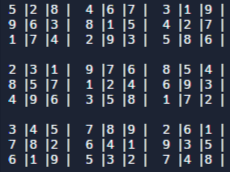 5 |2 |8 |  4 |6 |7 |  3 |1 |9 |
9 |6 |3 |  8 |1 |5 |  4 |2 |7 |
1 |7 |4 |  2 |9 |3 |  5 |8 |6 |

2 |3 |1 |  9 |7 |6 |  8 |5 |4 |
8 |5 |7 |  1 |2 |4 |  6 |9 |3 |
4 |9 |6 |  3 |5 |8 |  1 |7 |2 |

3 |4 |5 |  7 |8 |9 |  2 |6 |1 |
7 |8 |2 |  6 |4 |1 |  9 |3 |5 |
6 |1 |9 |  5 |3 |2 |  7 |4 |8 |